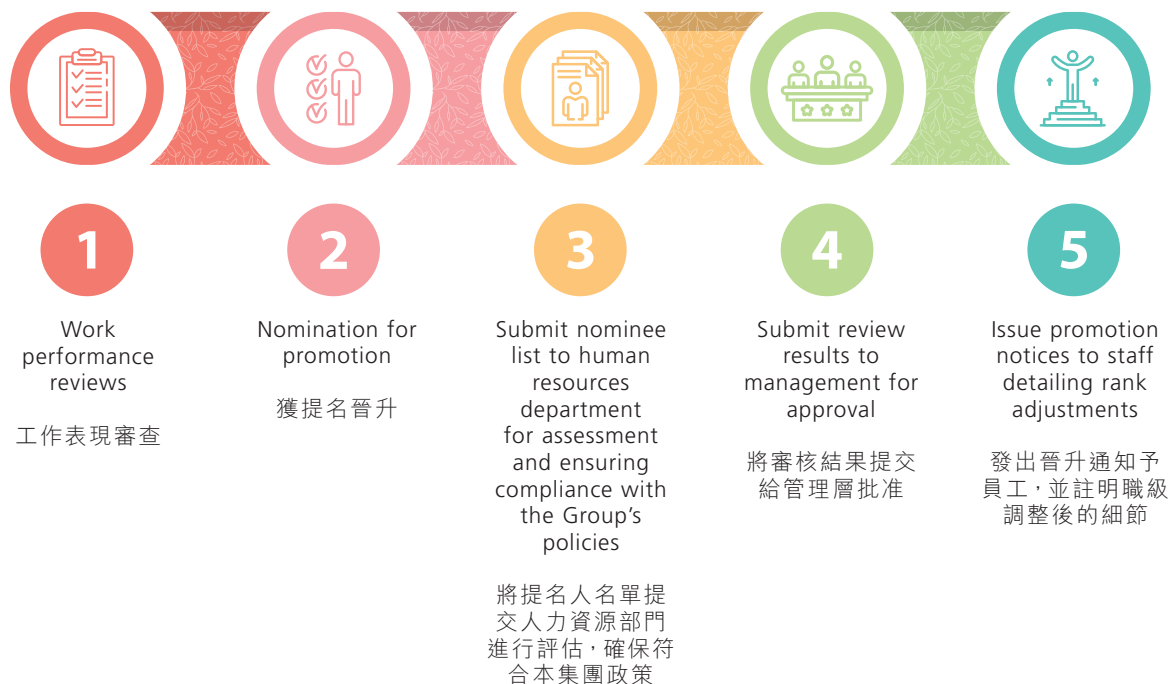 1
Work
performance
reviews
工作表現審查
2
Nomination for
promotion
獲提名晉升
3
Submit nominee
list to human
resources
department
for assessment
and ensuring
compliance with
the Group’s
policies
將提名人名單提
交人力資源部門
進行評估，確保符
合本集團政策
4
Submit review
results to
management for
approval
將審核結果提交
給管理層批准
5
Issue promotion
notices to staff
detailing rank
adjustments
發出晉升通知予
員工，並註明職級
調整後的細節